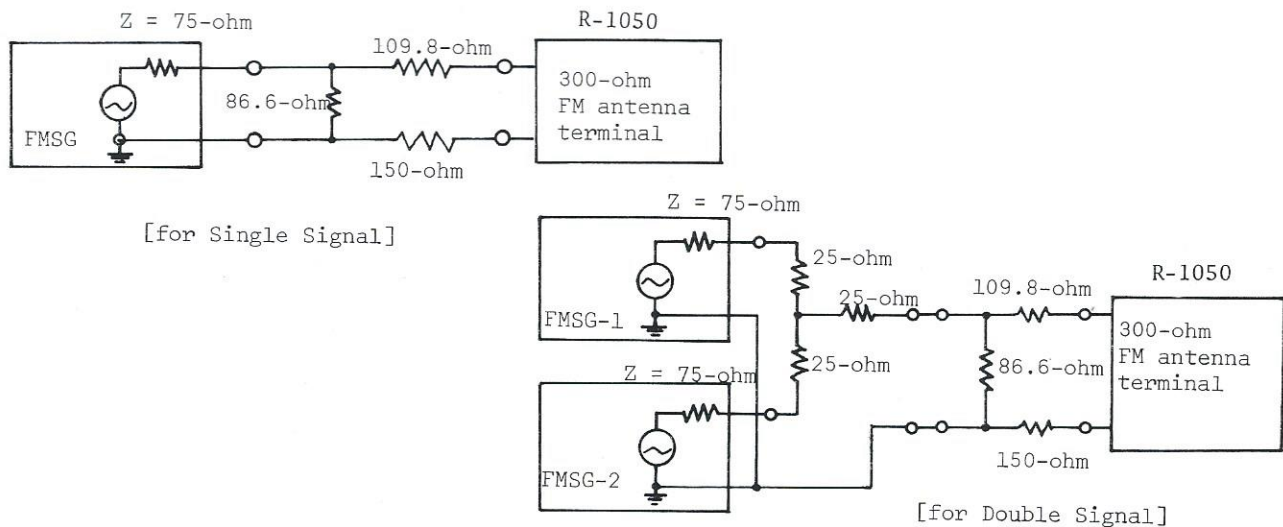 Z = 75-ohm
R-1050
109.8-ohm
300-ohm
FM antenna
terminal
86.6-ohm
FMSG
150-ohm
[for Single Signal]
Z = 75-ohm
R-1050
25-ohm
25-ohm
109.8-ohm
FMSG-1
300-ohm
FM antenna
terminal
Z = 75-ohm
25-ohm
86.6-ohm
FMSG-2
150-ohm
[for Double Signal]